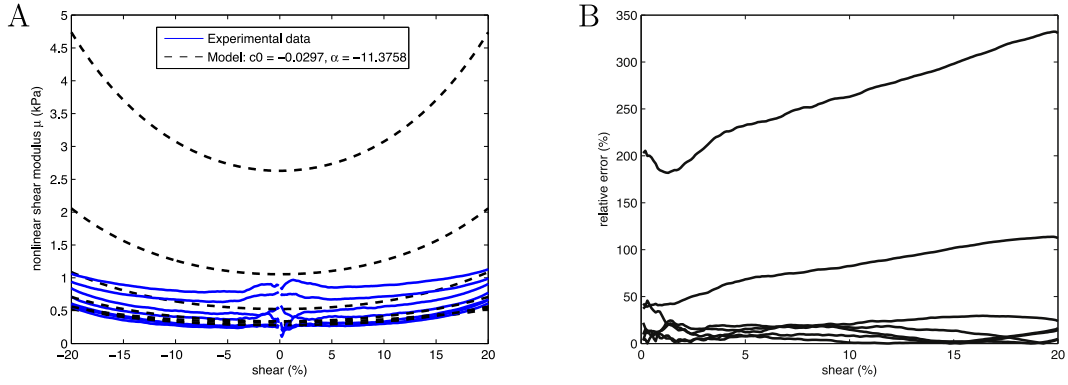 A
5
4.5
4
3.5
3
2.5
2
1.5
1
0.5
0
nonlinear shear modulus μ (kPa)
Experimental data
Model: c0 = −0.0297, α = −11.3758
−20 −15 −10 −5 0 5 10 15 20
shear (%)
B
350
300
250
200
150
100
50
0
relative error (%)
0 5 10 15 20
shear (%)